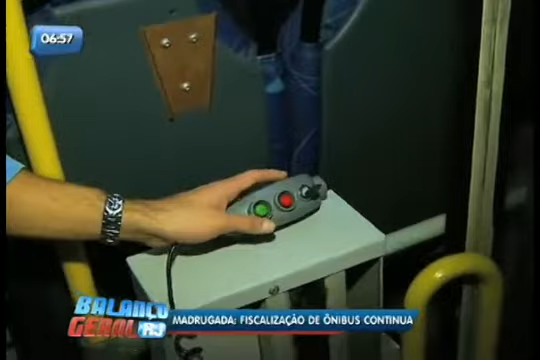 06:57
BALANÇO
GERAL RJ
MADRUGADA: FISCALIZAÇÃO DE ÔNIBUS CONTINUA